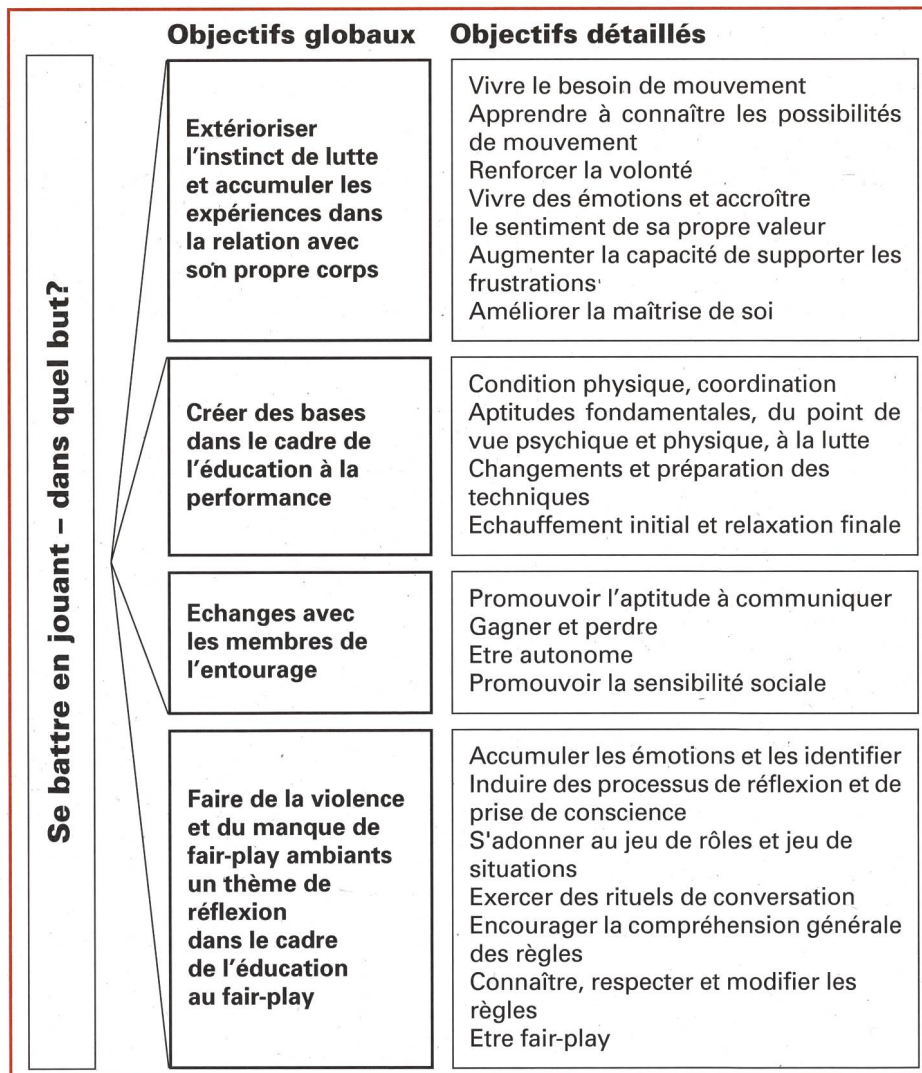 Objectifs globaux
Objectifs détaillés
Se battre en jouant – dans quel but?
Extérioriser
l'instinct de lutte
et accumuler les
expériences dans
la relation avec
son propre corps
Vivre le besoin de mouvement
Apprendre à connaître les possibilités
de mouvement
Renforcer la volonté
Vivre des émotions et accroître
le sentiment de sa propre valeur
Augmenter la capacité de supporter les
frustrations
Améliorer la maîtrise de soi
Créer des bases
dans le cadre de
l'éducation à la
performance
Condition physique, coordination
Aptitudes fondamentales, du point de
vue psychique et physique, à la lutte
Changements et préparation des
techniques
Echauffement initial et relaxation finale
Echanges avec
les membres de
l'entourage
Promouvoir l'aptitude à communiquer
Gagner et perdre
Etre autonome
Promouvoir la sensibilité sociale
Faire de la violence
et du manque de
fair-play ambiants
un thème de
réflexion
dans le cadre
de l'éducation
au fair-play
Accumuler les émotions et les identifier
Induire des processus de réflexion et de
prise de conscience
S'adonner au jeu de rôles et jeu de
situations
Exercer des rituels de conversation
Encourager la compréhension générale
des règles
Connaître, respecter et modifier les
règles
Etre fair-play